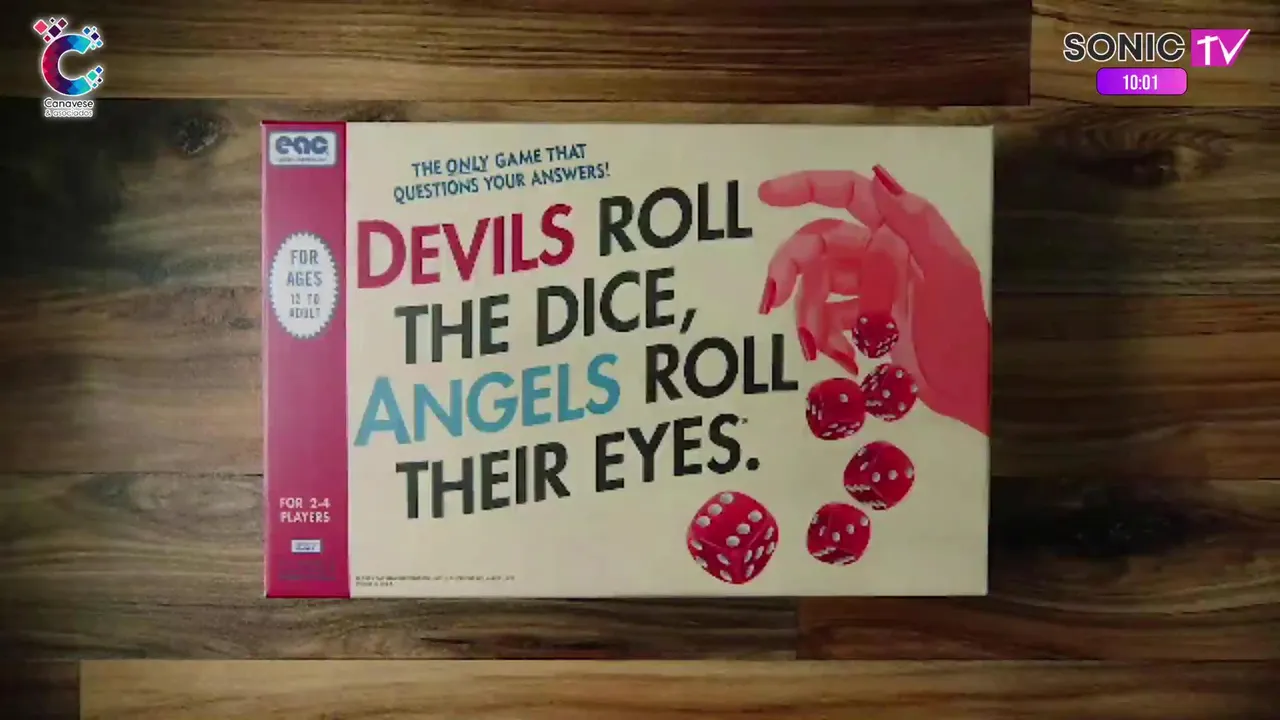 Canavese
& asociados
SONIC TV
10:01
eac
THE ONLY GAME THAT
QUESTIONS YOUR ANSWERS!
DEVILS ROLL
THE DICE,
ANGELS ROLL
THEIR EYES.
FOR
AGES
12 TO
ADULT
FOR 2-4
PLAYERS